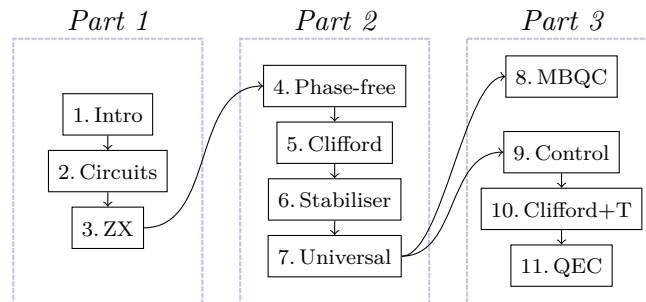 Part 1
1. Intro
2. Circuits
3. ZX
Part 2
4. Phase-free
5. Clifford
6. Stabiliser
7. Universal
Part 3
8. MBQC
9. Control
10. Clifford+T
11. QEC